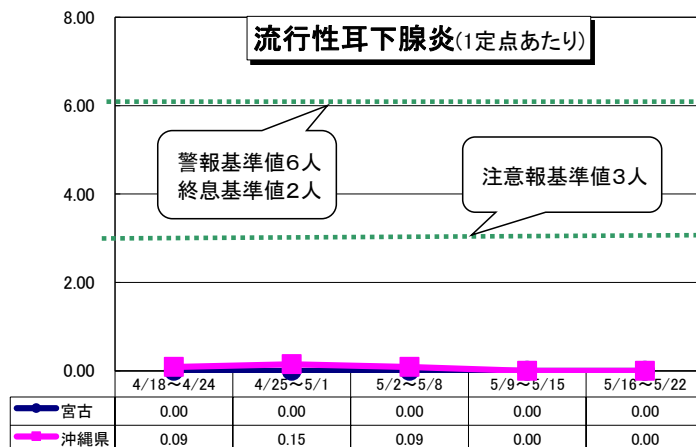 流行性耳下腺炎(1定点あたり)
8.00
6.00
4.00
2.00
0.00
警報基準値6人
終息基準値2人
注意報基準値3人
4/18～4/24 4/25～5/1 5/2～5/8 5/9～5/15 5/16～5/22
宮古 0.00 0.00 0.00 0.00 0.00
沖縄県 0.09 0.15 0.09 0.00 0.00